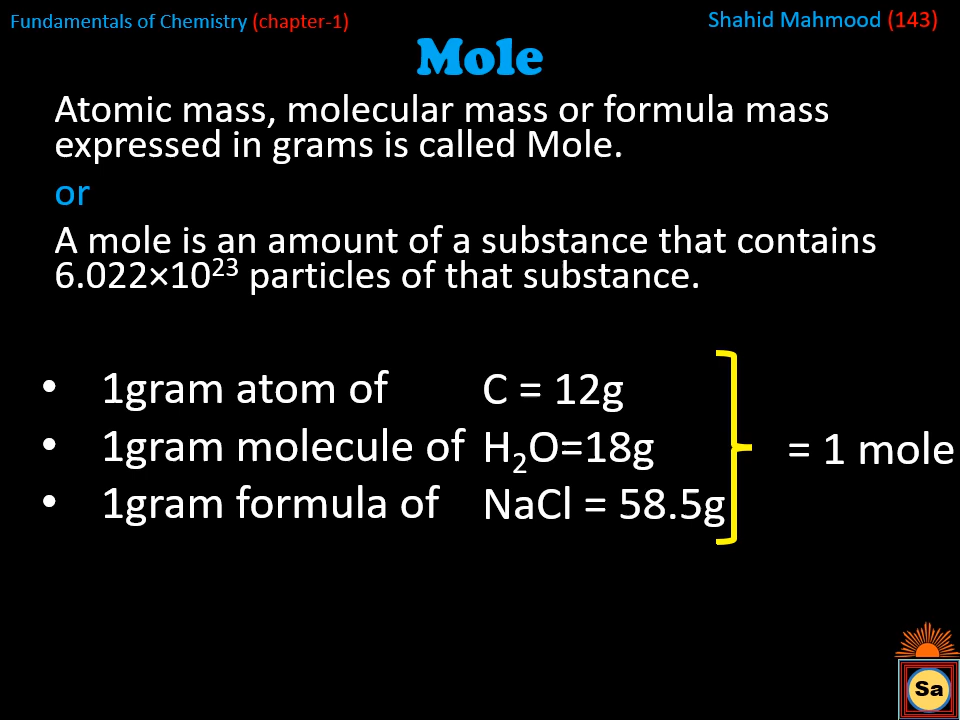 Fundamentals of Chemistry (chapter-1)
Shahid Mahmood (143)
Mole
Atomic mass, molecular mass or formula mass
expressed in grams is called Mole.
or
A mole is an amount of a substance that contains
6.022×10²³ particles of that substance.
• 1gram atom of C = 12g
• 1gram molecule of H₂O=18g
= 1 mole
• 1gram formula of NaCl = 58.5g
Sa